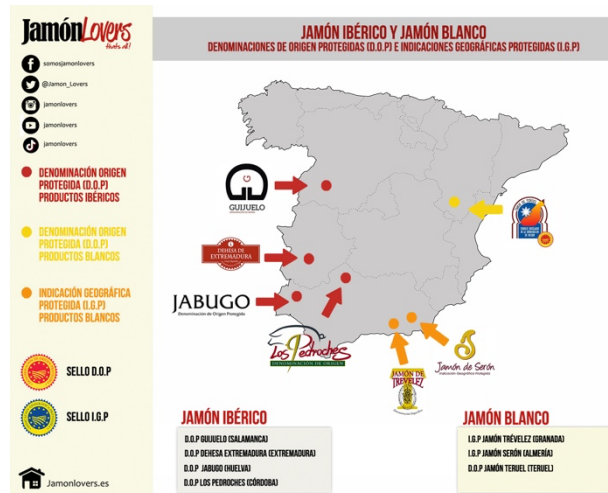 JamónLovers
that's all!
somosjamonlovers
@Jamon_Lovers
jamonlovers
jamonlovers
jamonlovers
DENOMINACIÓN ORIGEN
PROTEGIDA (D.O.P)
PRODUCTOS IBÉRICOS
DENOMINACIÓN ORIGEN
PROTEGIDA (D.O.P)
PRODUCTOS BLANCOS
INDICACIÓN GEOGRÁFICA
PROTEGIDA (I.G.P)
PRODUCTOS BLANCOS
SELLO D.O.P
SELLO I.G.P
Jamonlovers.es
JAMÓN IBÉRICO Y JAMÓN BLANCO
DENOMINACIONES DE ORIGEN PROTEGIDAS (D.O.P) E INDICACIONES GEOGRÁFICAS PROTEGIDAS (I.G.P)
G
GUIJUELO
DEHESA DE
EXTREMADURA
JABUGO
Denominación de Origen Protegida
Los Pedroches
DENOMINACIÓN DE ORIGEN
JAMÓN DE
TREVÉLEZ
Jamón de Serón
Indicación Geográfica Protegida
JAMÓN IBÉRICO
D.O.P GUIJUELO (SALAMANCA)
D.O.P DEHESA EXTREMADURA (EXTREMADURA)
D.O.P JABUGO (HUELVA)
D.O.P LOS PEDROCHES (CÓRDOBA)
JAMÓN BLANCO
I.G.P JAMÓN TRÉVELEZ (GRANADA)
I.G.P JAMÓN SERÓN (ALMERÍA)
D.O.P JAMÓN TERUEL (TERUEL)